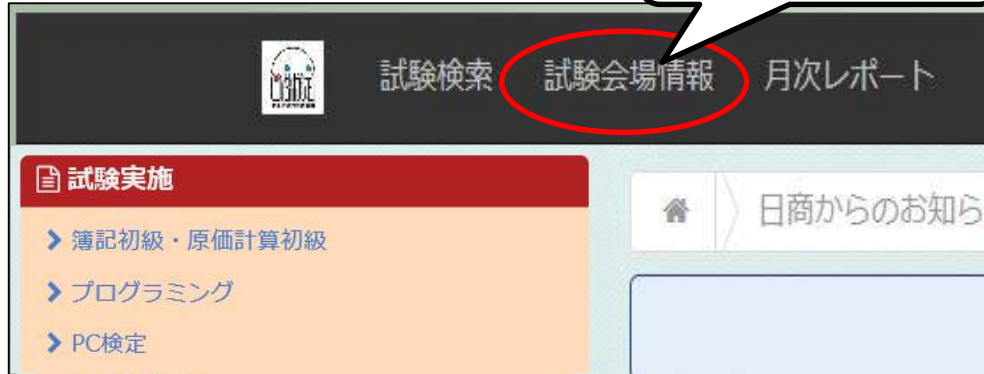 試験検索 試験会場情報 月次レポート
試験実施
簿記初級・原価計算初級
プログラミング
PC検定
日商からのお知ら